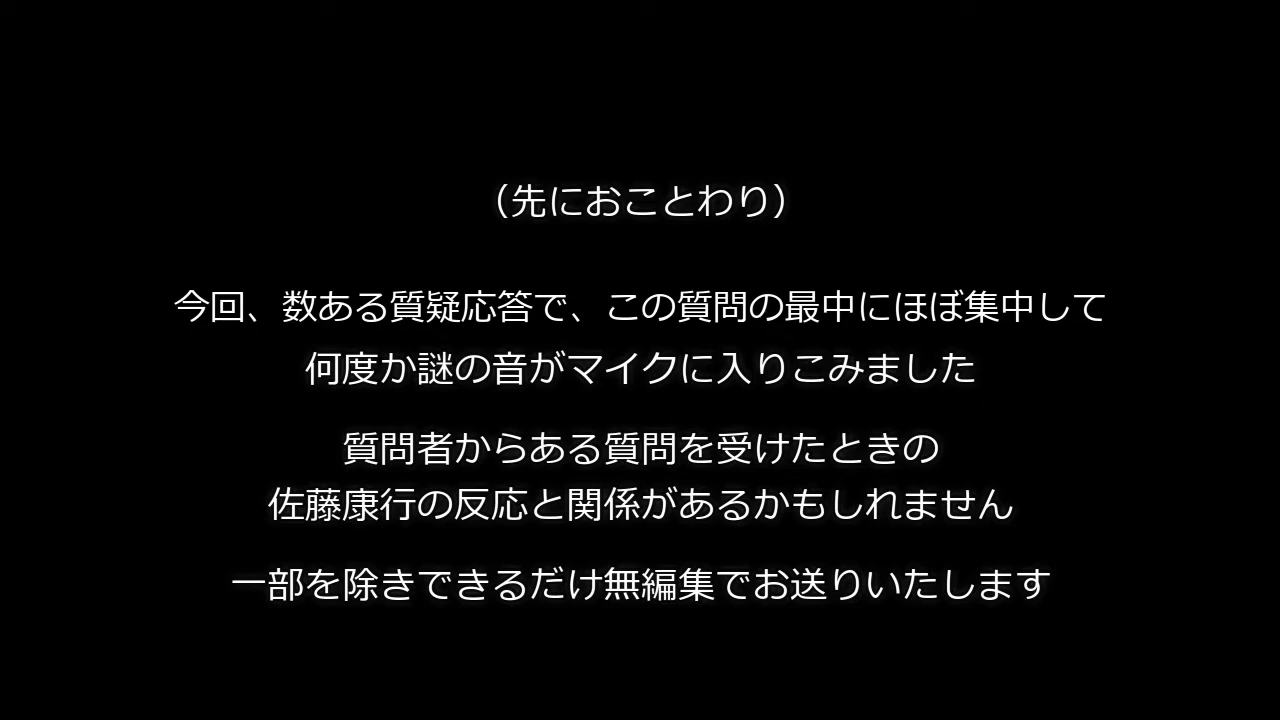 （先におことわり）
今回、数ある質疑応答で、この質問の最中にほぼ集中して
何度か謎の音がマイクに入りこみました
質問者からある質問を受けたときの
佐藤康行の反応と関係があるかもしれません
一部を除きできるだけ無編集でお送りいたします